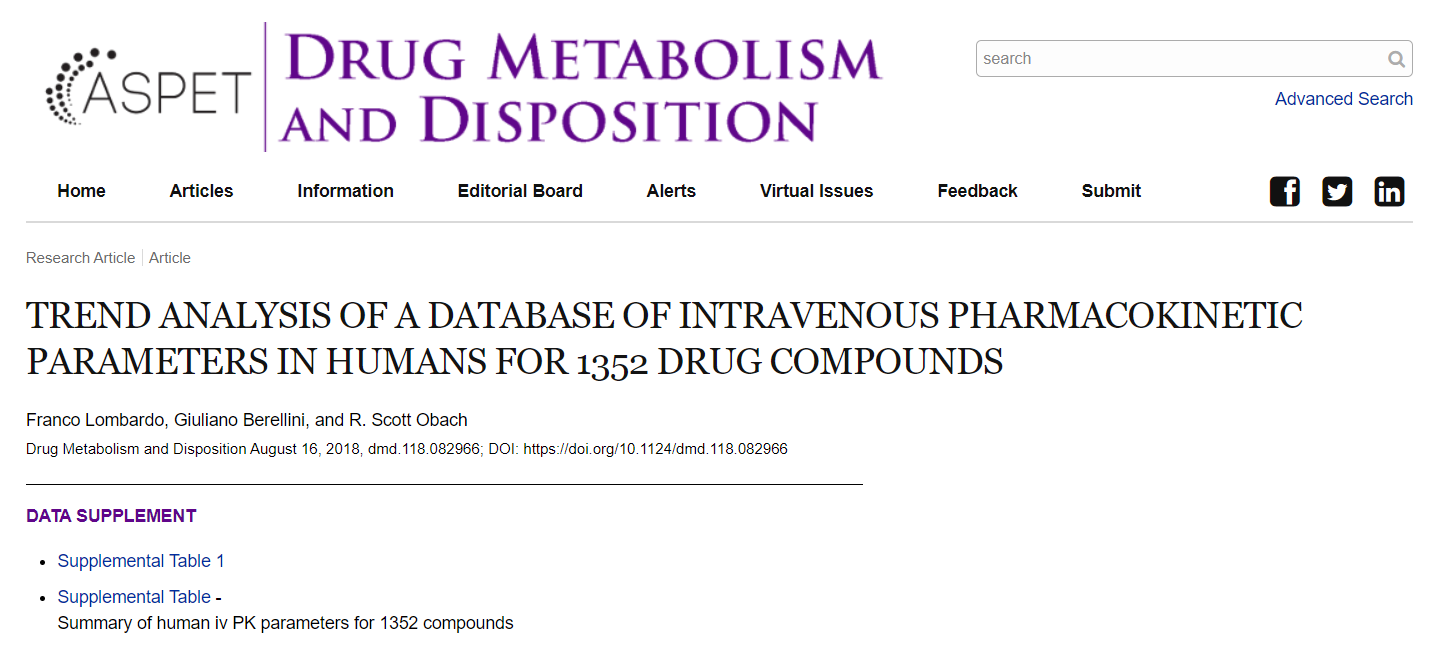 ASPET
DRUG METABOLISM
AND DISPOSITION
search
Advanced Search
Home Articles Information Editorial Board Alerts Virtual Issues Feedback Submit
Research Article Article
TREND ANALYSIS OF A DATABASE OF INTRAVENOUS PHARMACOKINETIC
PARAMETERS IN HUMANS FOR 1352 DRUG COMPOUNDS
Franco Lombardo, Giuliano Berellini, and R. Scott Obach
Drug Metabolism and Disposition August 16, 2018, dmd.118.082966; DOI: https://doi.org/10.1124/dmd.118.082966
DATA SUPPLEMENT
• Supplemental Table 1
• Supplemental Table -
Summary of human iv PK parameters for 1352 compounds